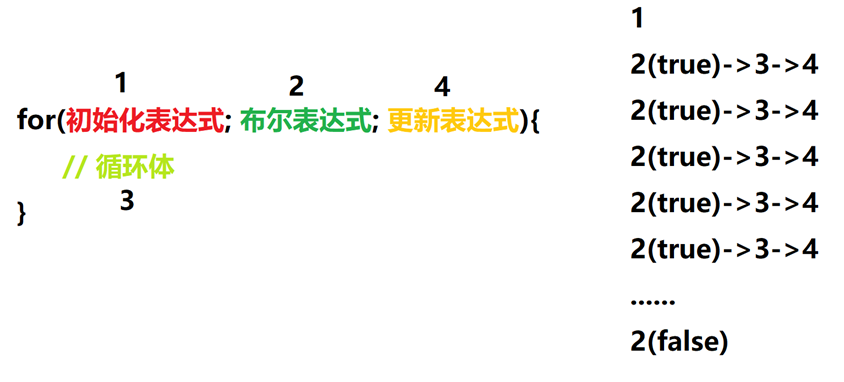 1 2 4
for(初始化表达式; 布尔表达式; 更新表达式){
// 循环体
3
}
1
2(true)->3->4
2(true)->3->4
2(true)->3->4
2(true)->3->4
2(true)->3->4
......
2(false)